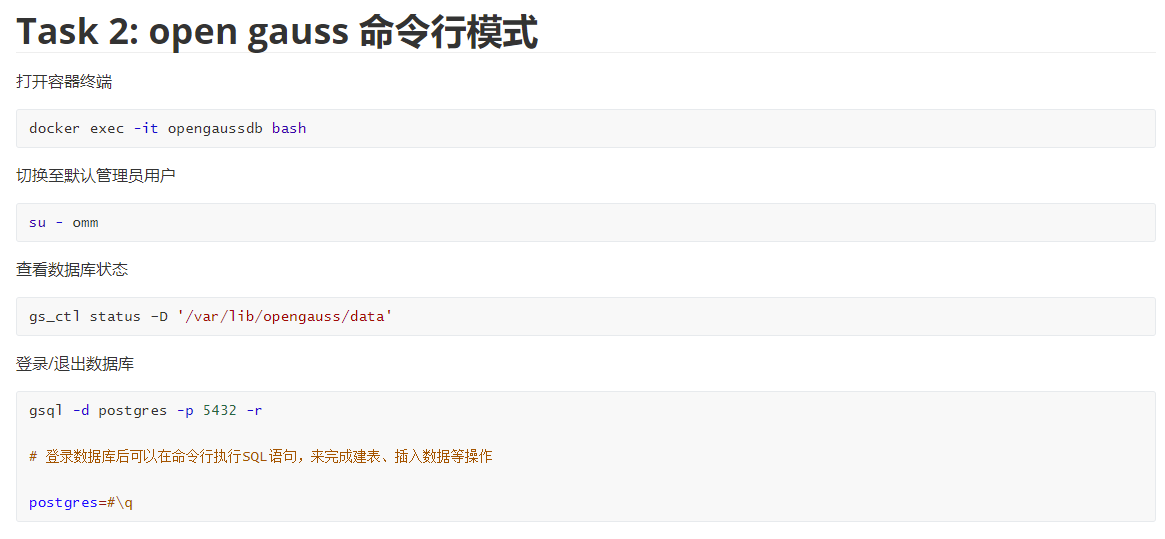 Task 2: open gauss 命令行模式
打开容器终端
docker exec -it opengaussdb bash
切换至默认管理员用户
su - omm
查看数据库状态
gs_ctl status –D '/var/lib/opengauss/data'
登录/退出数据库
gsql -d postgres -p 5432 -r
# 登录数据库后可以在命令行执行SQL语句，来完成建表、插入数据等操作
postgres=#\q